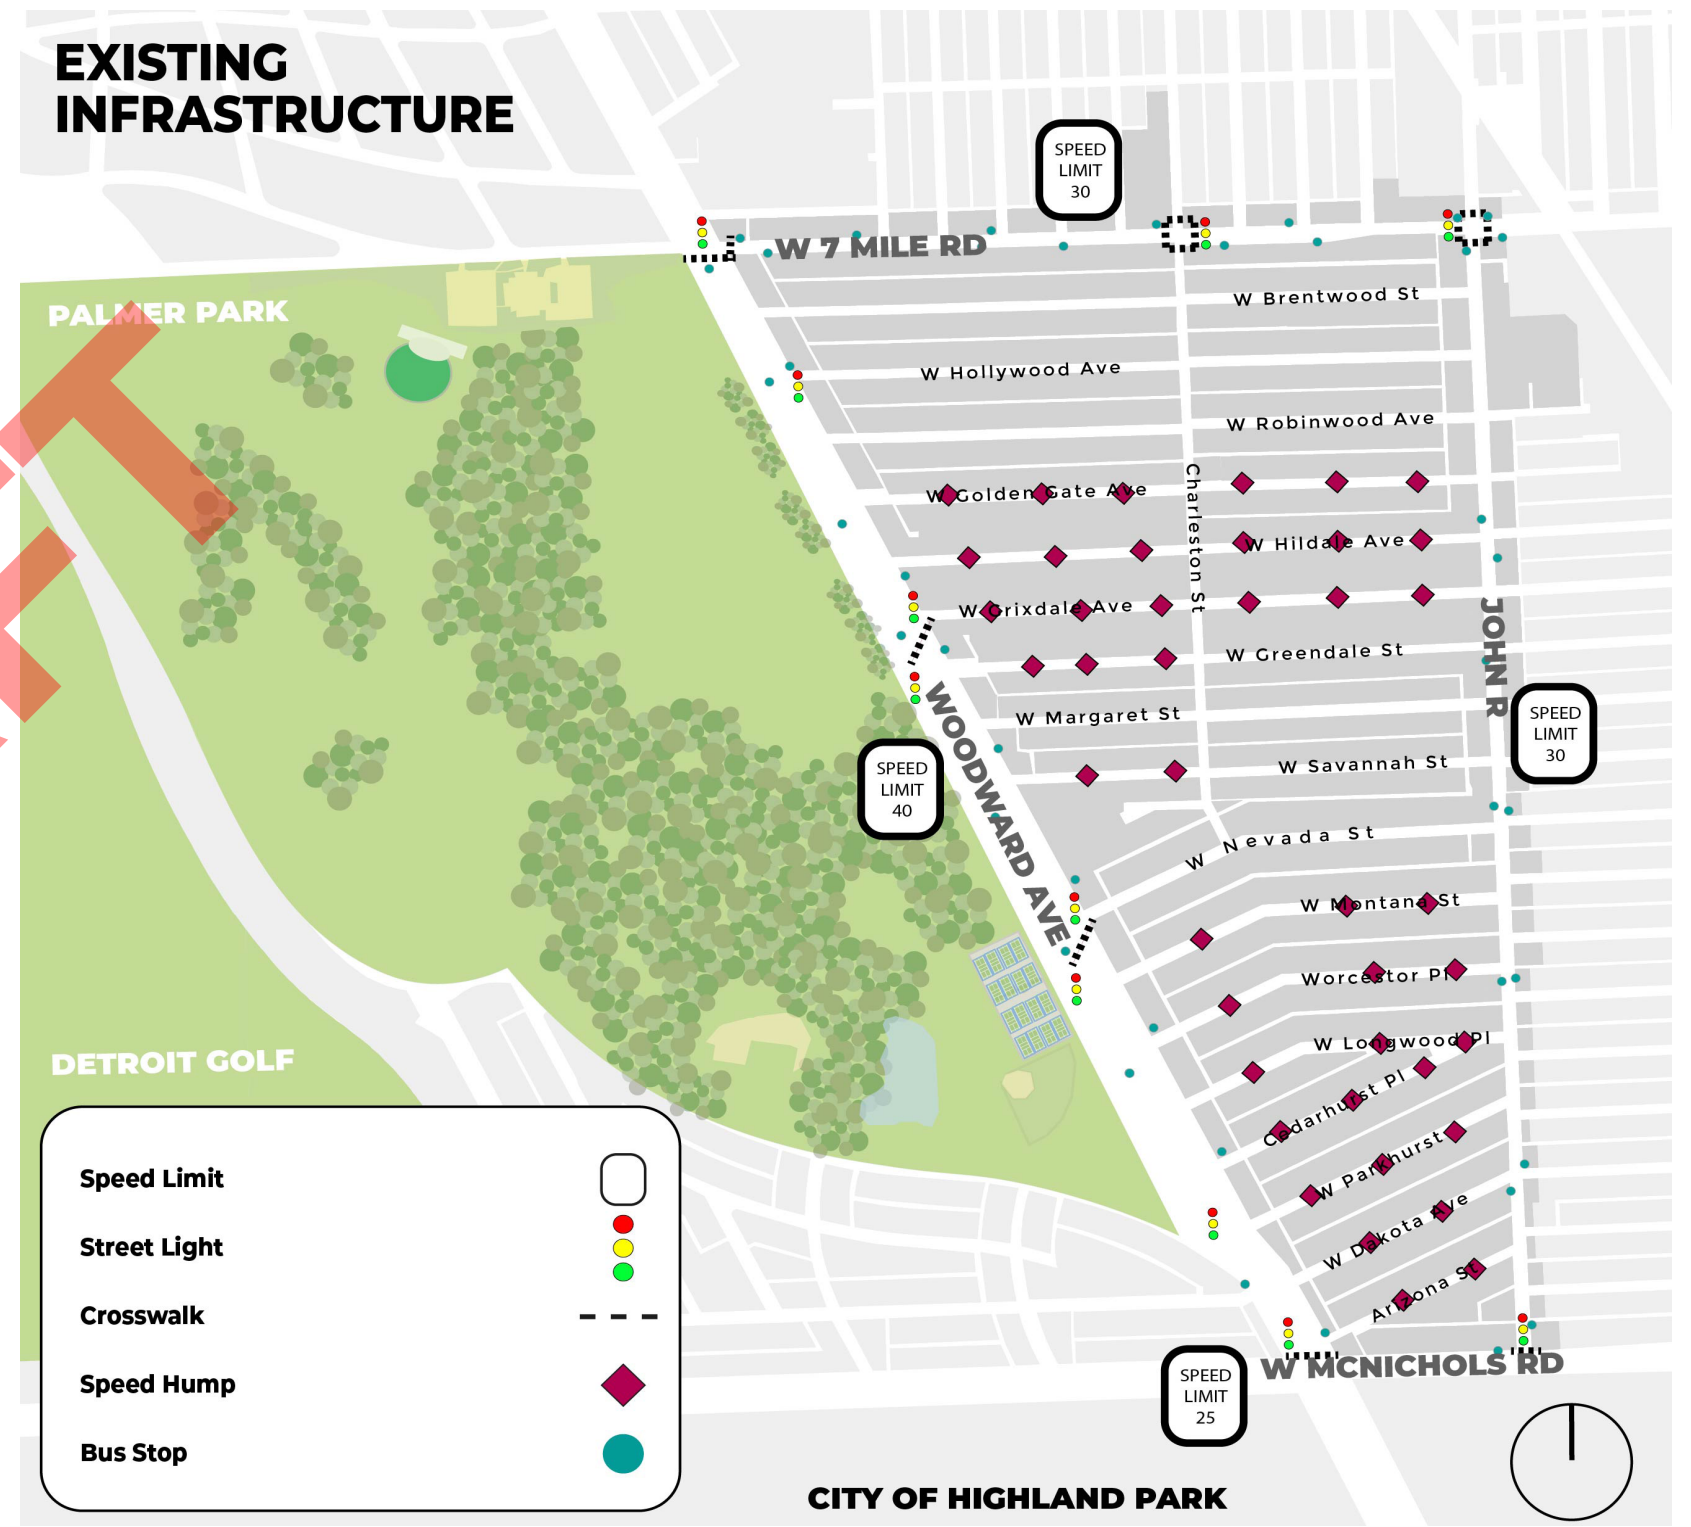 EXISTING
INFRASTRUCTURE
SPEED
LIMIT
30
W 7 MILE RD
PALMER PARK
W Brentwood St
W Hollywood Ave
W Robinwood Ave
W Golden Gate Ave
Charleston St
W Hildale Ave
W Grixdale Ave
JOHN R
W Greendale St
WOODWARD AVE
W Margaret St
SPEED
LIMIT
30
SPEED
LIMIT
40
W Savannah St
W Nevada St
W Montana St
Worcestor Pl
W Longwood Pl
DETROIT GOLF
Cedarhurst Pl
W Parkhurst
W Dakota Ave
Arizona St
Speed Limit
Street Light
Crosswalk
Speed Hump
Bus Stop
W MCNICHOLS RD
SPEED
LIMIT
25
CITY OF HIGHLAND PARK